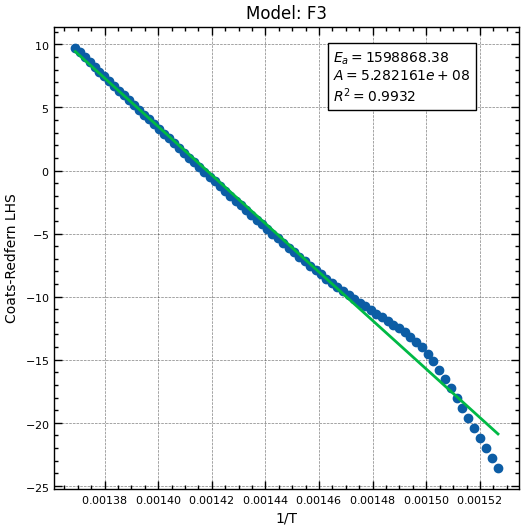 Model: F3
E_a = 1598868.38
A = 5.282161e + 08
R^2 = 0.9932
10
5
0
−5
−10
−15
−20
−25
Coats-Redfern LHS
0.00138 0.00140 0.00142 0.00144 0.00146 0.00148 0.00150 0.00152
1/T